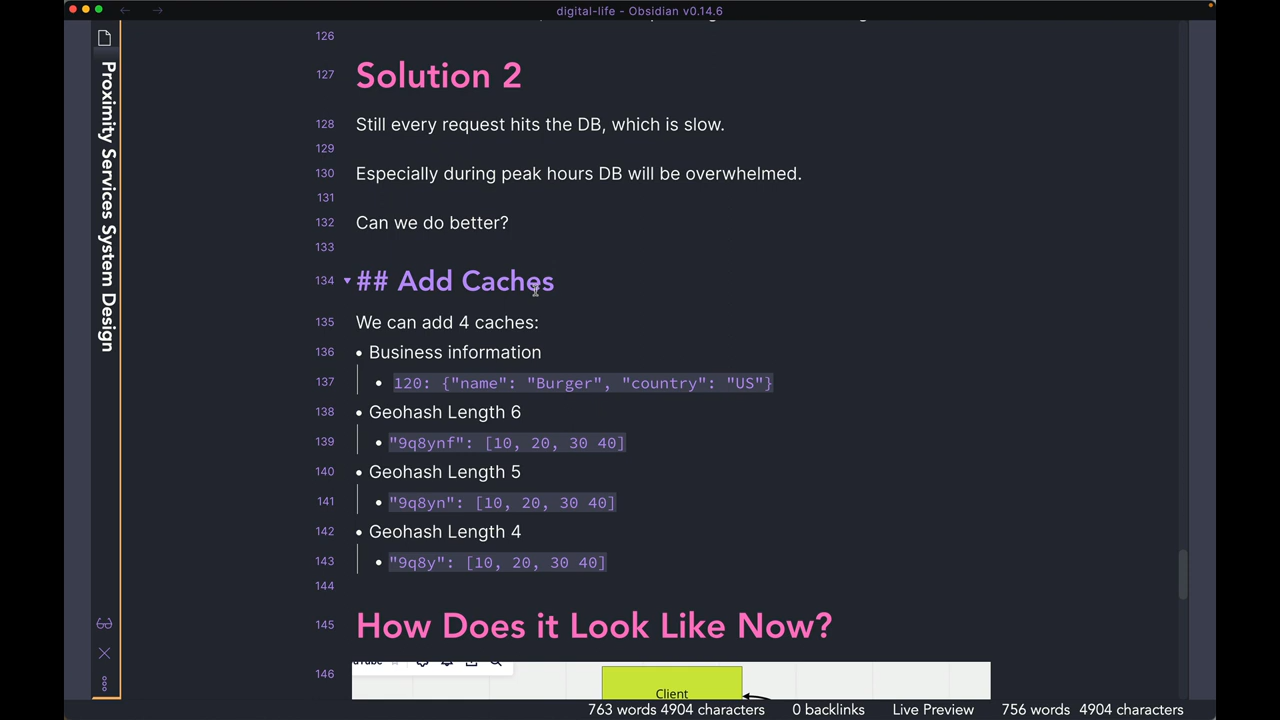 digital-life - Obsidian v0.14.6
Proximity Services System Design
126
127 Solution 2
128 Still every request hits the DB, which is slow.
129
130 Especially during peak hours DB will be overwhelmed.
131
132 Can we do better?
133
134 ## Add Caches
135 We can add 4 caches:
136 • Business information
137 • 120: {"name": "Burger", "country": "US"}
138 • Geohash Length 6
139 • "9q8ynf": [10, 20, 30 40]
140 • Geohash Length 5
141 • "9q8yn": [10, 20, 30 40]
142 • Geohash Length 4
143 • "9q8y": [10, 20, 30 40]
144
145 How Does it Look Like Now?
146
Client
763 words 4904 characters 0 backlinks Live Preview 756 words 4904 characters